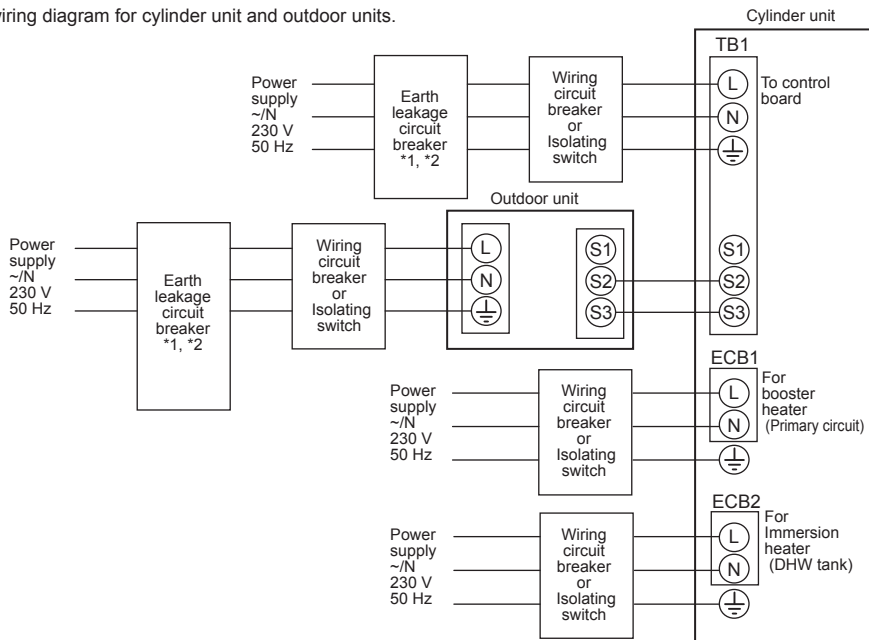 wiring diagram for cylinder unit and outdoor units.
Cylinder unit
TB1
Power
supply
~/N
230 V
50 Hz
Earth
leakage
circuit
breaker
*1, *2
Wiring
circuit
breaker
or
Isolating
switch
L
N
To control
board
Outdoor unit
Power
supply
~/N
230 V
50 Hz
Earth
leakage
circuit
breaker
*1, *2
Wiring
circuit
breaker
or
Isolating
switch
L
N
S1
S2
S3
S1
S2
S3
ECB1
Power
supply
~/N
230 V
50 Hz
Wiring
circuit
breaker
or
Isolating
switch
L
N
For
booster
heater
(Primary circuit)
ECB2
Power
supply
~/N
230 V
50 Hz
Wiring
circuit
breaker
or
Isolating
switch
L
N
For
Immersion
heater
(DHW tank)